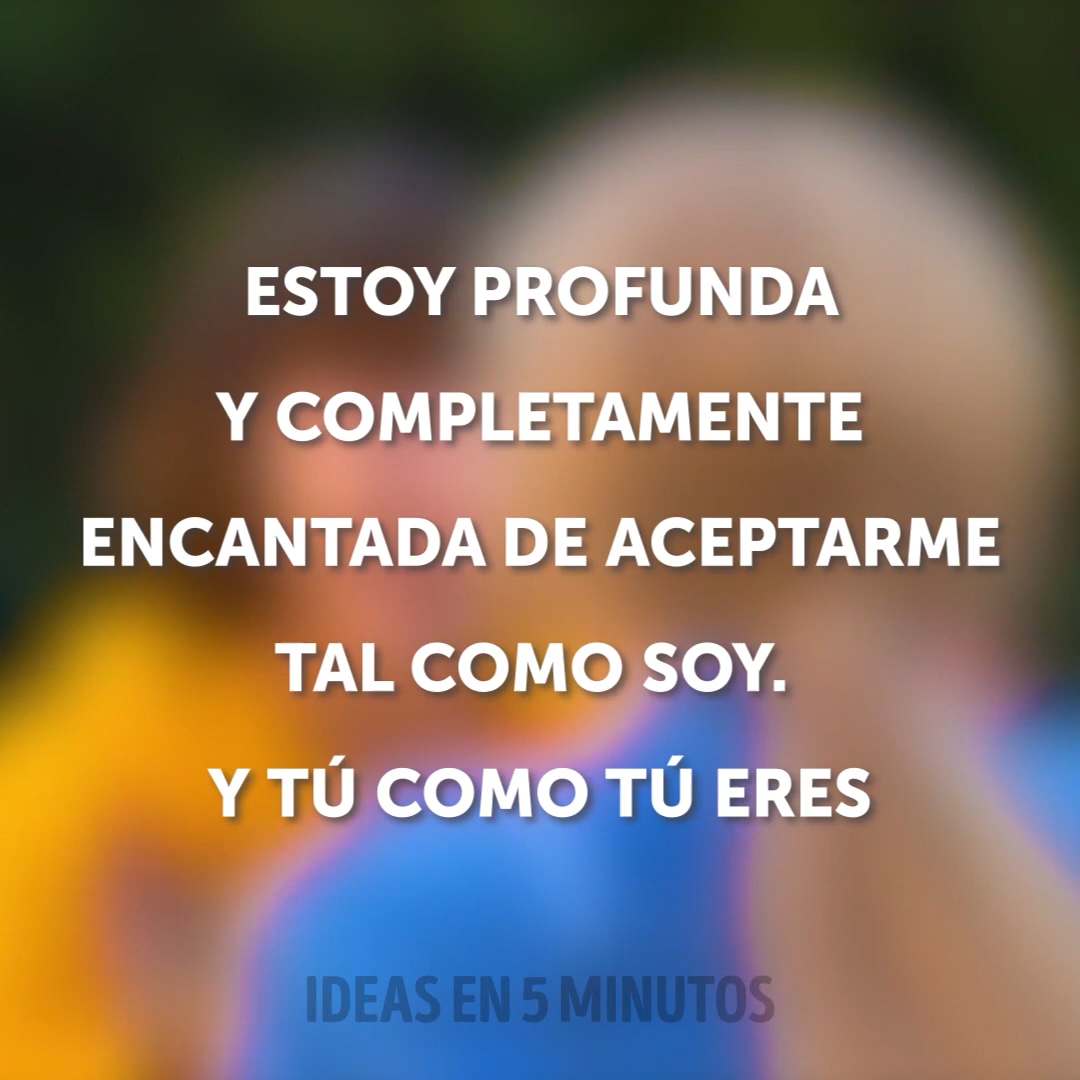 ESTOY PROFUNDA
Y COMPLETAMENTE
ENCANTADA DE ACEPTARME
TAL COMO SOY.
Y TÚ COMO TÚ ERES
IDEAS EN 5 MINUTOS